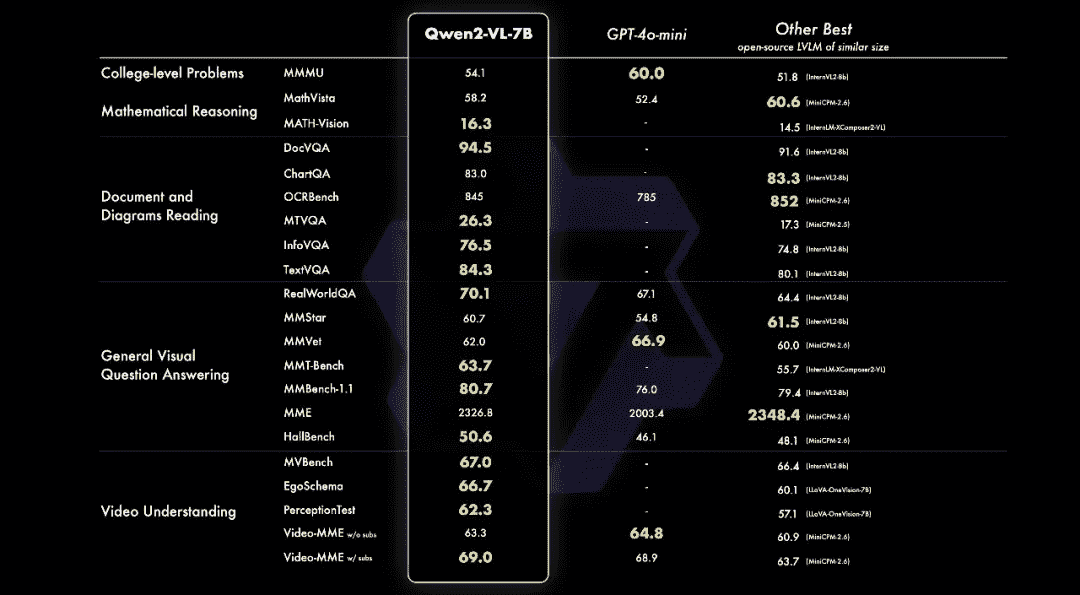 Qwen2-VL-7B GPT-4o-mini Other Best
open-source LVLM of similar size
College-level Problems MMMU 54.1 60.0 51.8 (InternVL2-8b)
Mathematical Reasoning MathVista 58.2 52.4 60.6 (MiniCPM-2.6)
MATH-Vision 16.3 - 14.5 (InternLM-XComposer2-VL)
Document and Diagrams Reading DocVQA 94.5 - 91.6 (InternVL2-8b)
ChartQA 83.0 - 83.3 (InternVL2-8b)
OCRBench 845 785 852 (MiniCPM-2.6)
MTVQA 26.3 - 17.3 (MiniCPM-2.5)
InfoVQA 76.5 - 74.8 (InternVL2-8b)
TextVQA 84.3 - 80.1 (InternVL2-8b)
General Visual Question Answering RealWorldQA 70.1 67.1 64.4 (InternVL2-8b)
MMStar 60.7 54.8 61.5 (InternVL2-8b)
MMVet 62.0 66.9 60.0 (MiniCPM-2.6)
MMT-Bench 63.7 - 55.7 (InternLM-XComposer2-VL)
MMBench-1.1 80.7 76.0 79.4 (InternVL2-8b)
MME 2326.8 2003.4 2348.4 (MiniCPM-2.6)
HallBench 50.6 46.1 48.1 (MiniCPM-2.6)
Video Understanding MVBench 67.0 - 66.4 (InternVL2-8b)
EgoSchema 66.7 - 60.1 (LLaVA-OneVision-7B)
PerceptionTest 62.3 - 57.1 (LLaVA-OneVision-7B)
Video-MME w/o subs 63.3 64.8 60.9 (MiniCPM-2.6)
Video-MME w/ subs 69.0 68.9 63.7 (MiniCPM-2.6)